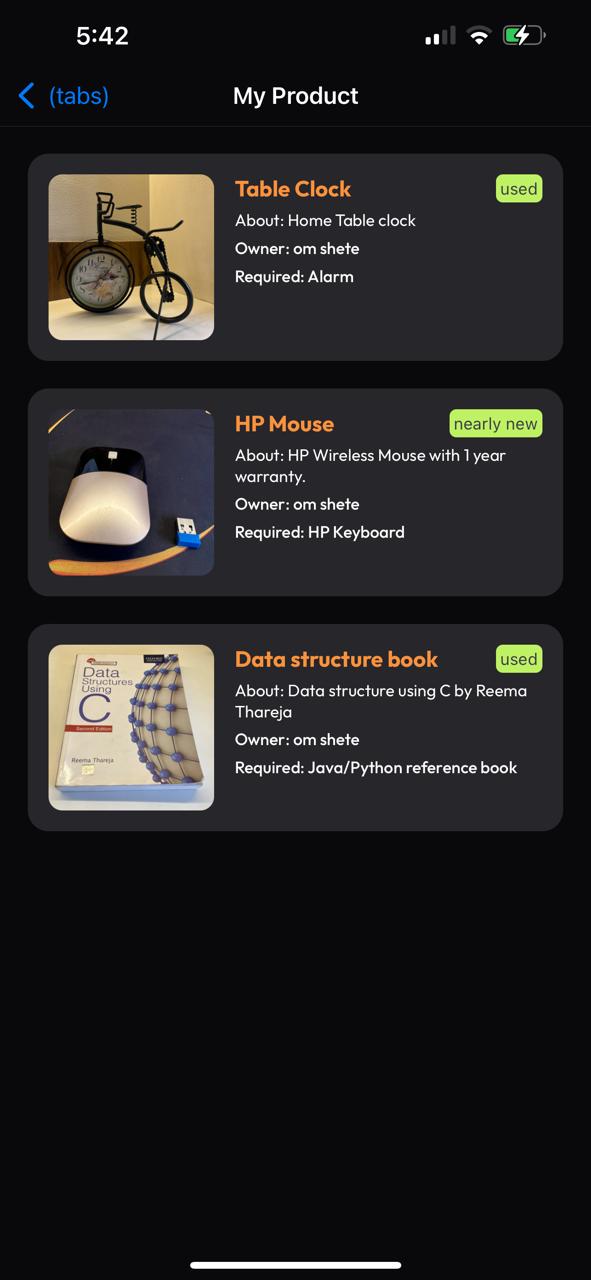 5:42
(tabs)
My Product
Table Clock
used
About: Home Table clock
Owner: om shete
Required: Alarm
HP Mouse
nearly new
About: HP Wireless Mouse with 1 year
warranty.
Owner: om shete
Required: HP Keyboard
Data structure book
used
About: Data structure using C by Reema
Thareja
Owner: om shete
Required: Java/Python reference book
Data
Structures
Using
C
Second Edition
Reema Thareja